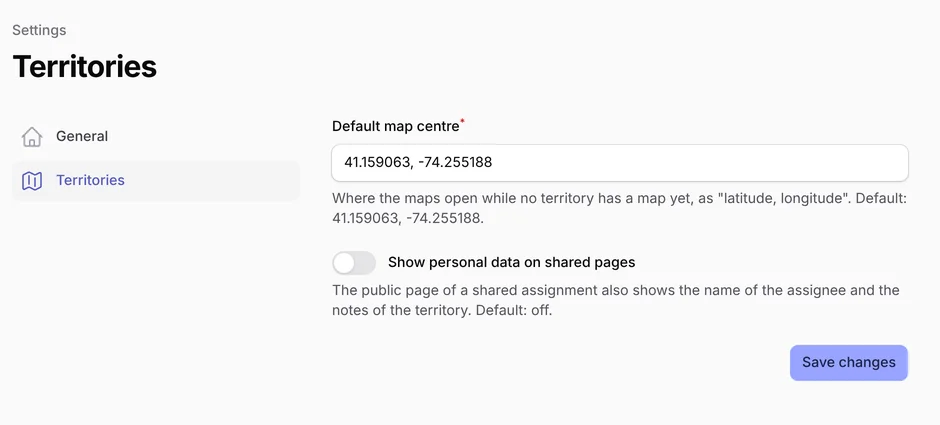 Settings
Territories
General
Territories
Default map centre*
41.159063, -74.255188
Where the maps open while no territory has a map yet, as "latitude, longitude". Default:
41.159063, -74.255188.
Show personal data on shared pages
The public page of a shared assignment also shows the name of the assignee and the
notes of the territory. Default: off.
Save changes